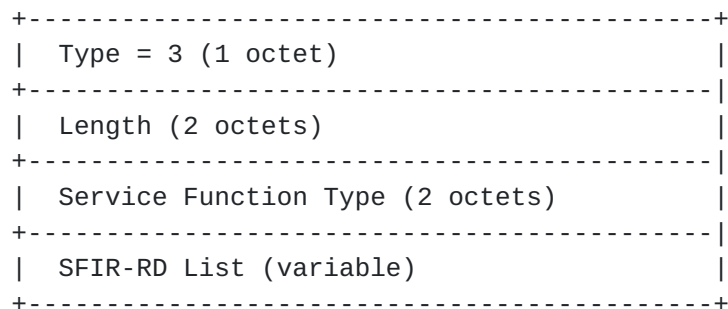 +--------------------------------------------+
|  Type = 3 (1 octet)                        |
+--------------------------------------------|
|  Length (2 octets)                         |
+--------------------------------------------|
|  Service Function Type (2 octets)          |
+--------------------------------------------|
|  SFIR-RD List (variable)                   |
+--------------------------------------------+